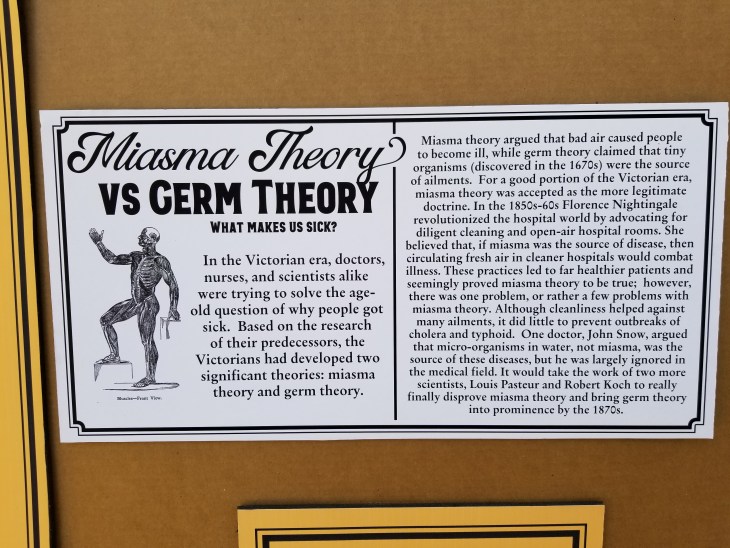 Miasma Theory
vs Germ Theory
What makes us sick?
In the Victorian era, doctors,
nurses, and scientists alike
were trying to solve the age-
old question of why people got
sick. Based on the research
of their predecessors, the
Victorians had developed two
significant theories: miasma
theory and germ theory.
Muscles—Front View.
Miasma theory argued that bad air caused people
to become ill, while germ theory claimed that tiny
organisms (discovered in the 1670s) were the source
of ailments. For a good portion of the Victorian era,
miasma theory was accepted as the more legitimate
doctrine. In the 1850s-60s Florence Nightingale
revolutionized the hospital world by advocating for
diligent cleaning and open-air hospital rooms. She
believed that, if miasma was the source of disease, then
circulating fresh air in cleaner hospitals would combat
illness. These practices led to far healthier patients and
seemingly proved miasma theory to be true; however,
there was one problem, or rather a few problems with
miasma theory. Although cleanliness helped against
many ailments, it did little to prevent outbreaks of
cholera and typhoid. One doctor, John Snow, argued
that micro-organisms in water, not miasma, was the
source of these diseases, but he was largely ignored in
the medical field. It would take the work of two more
scientists, Louis Pasteur and Robert Koch to really
finally disprove miasma theory and bring germ theory
into prominence by the 1870s.